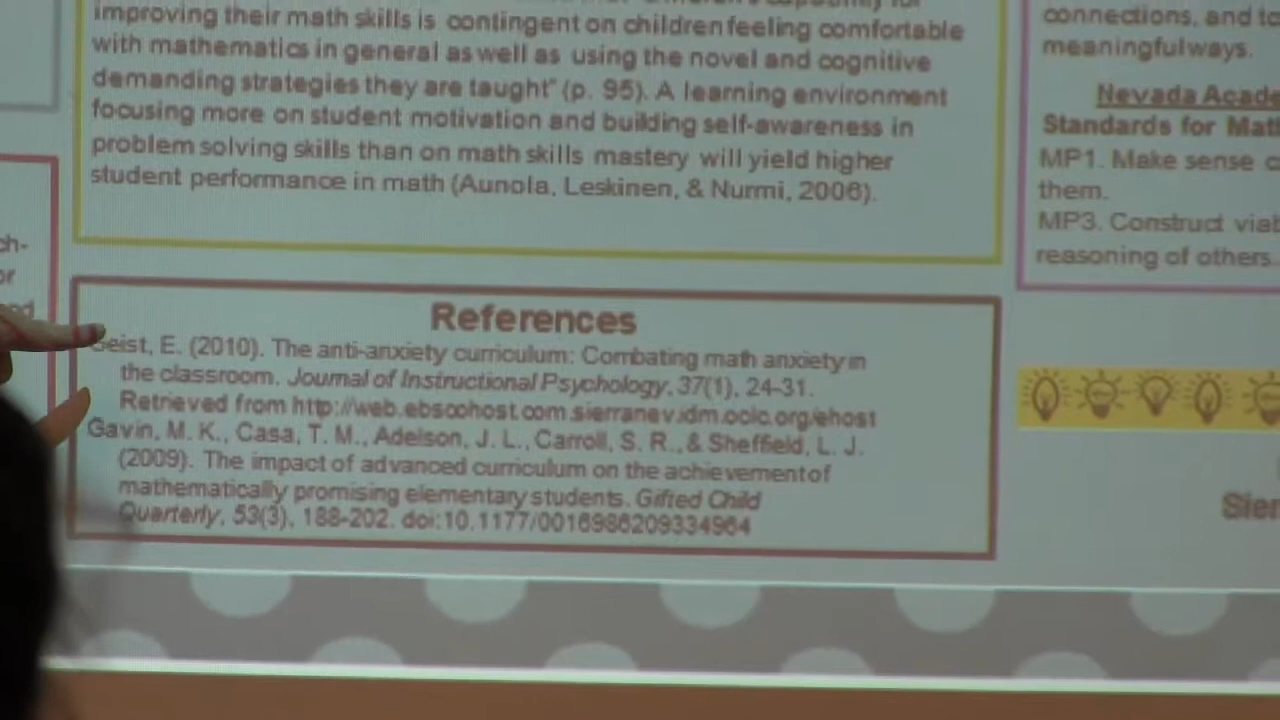 improving their math skills is contingent on children feeling comfortable
with mathematics in general as well as using the novel and cognitive
demanding strategies they are taught" (p. 95). A learning environment
focusing more on student motivation and building self-awareness in
problem solving skills than on math skills mastery will yield higher
student performance in math (Aunola, Leskinen, & Nurmi, 2006).
References
Geist, E. (2010). The anti-anxiety curriculum: Combating math anxiety in
the classroom. Journal of Instructional Psychology, 37(1), 24-31.
Retrieved from http://web.ebscohost.com.sierranev.idm.oclc.org/ehost
Gavin, M. K., Casa, T. M., Adelson, J. L., Carroll, S. R., & Sheffield, L. J.
(2009). The impact of advanced curriculum on the achievement of
mathematically promising elementary students. Gifted Child
Quarterly, 53(3), 188-202. doi:10.1177/0016986209334964
connections, and to
meaningful ways.
Nevada Acade
Standards for Mat
MP1. Make sense o
them.
MP3. Construct viab
reasoning of others.
Sier
ch-
or